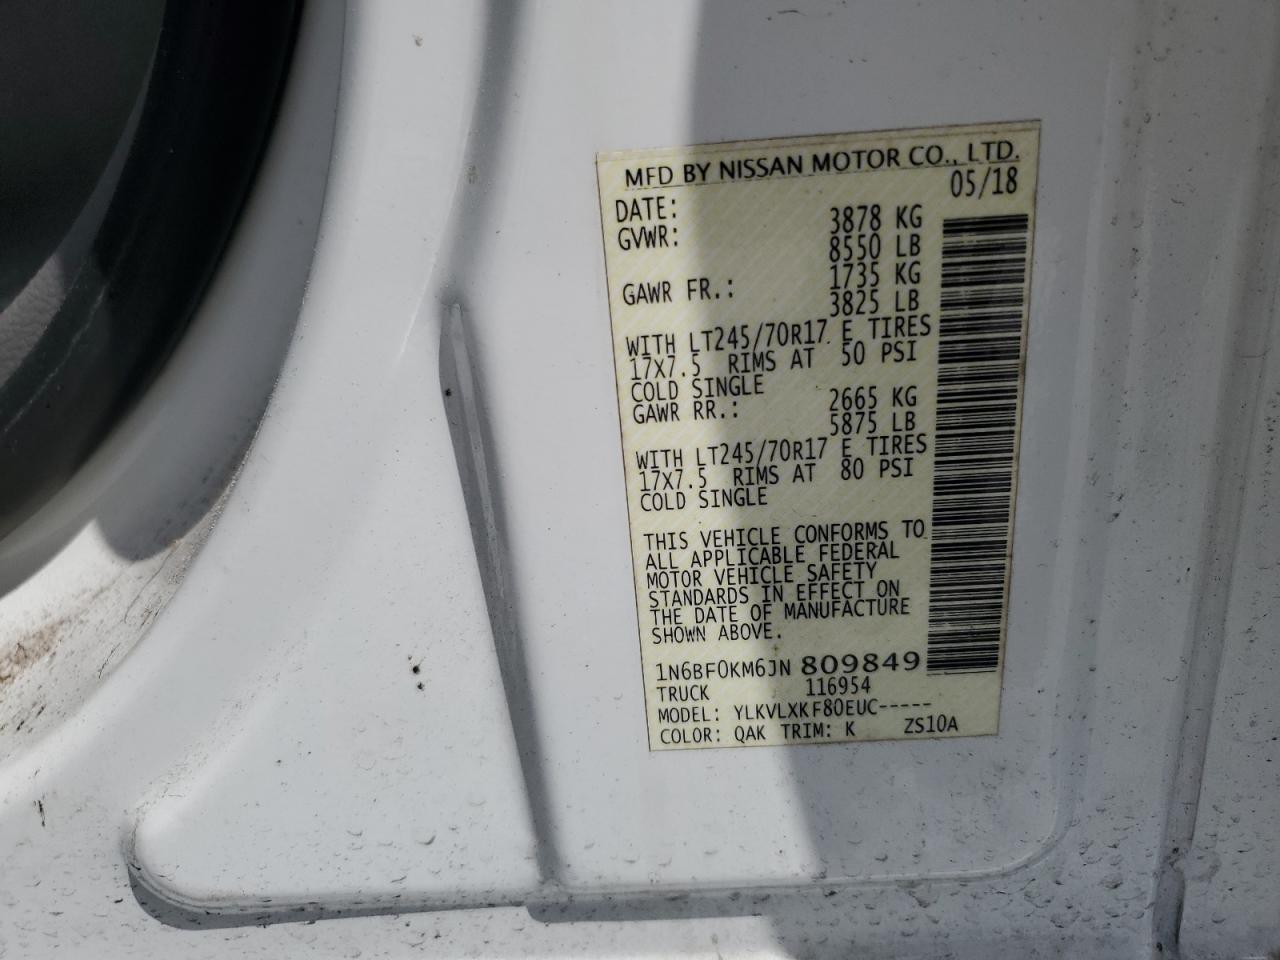 MFD BY NISSAN MOTOR CO., LTD.
DATE: 05/18
GVWR: 3878 KG
8550 LB
GAWR FR.: 1735 KG
3825 LB
WITH LT245/70R17 E TIRES
17X7.5 RIMS AT 50 PSI
COLD SINGLE
GAWR RR.: 2665 KG
5875 LB
WITH LT245/70R17 E TIRES
17X7.5 RIMS AT 80 PSI
COLD SINGLE
THIS VEHICLE CONFORMS TO
ALL APPLICABLE FEDERAL
MOTOR VEHICLE SAFETY
STANDARDS IN EFFECT ON
THE DATE OF MANUFACTURE
SHOWN ABOVE.
1N6BF0KM6JN 809849
TRUCK 116954
MODEL: YLKVLXKF80EUC-----
COLOR: QAK TRIM: K ZS10A